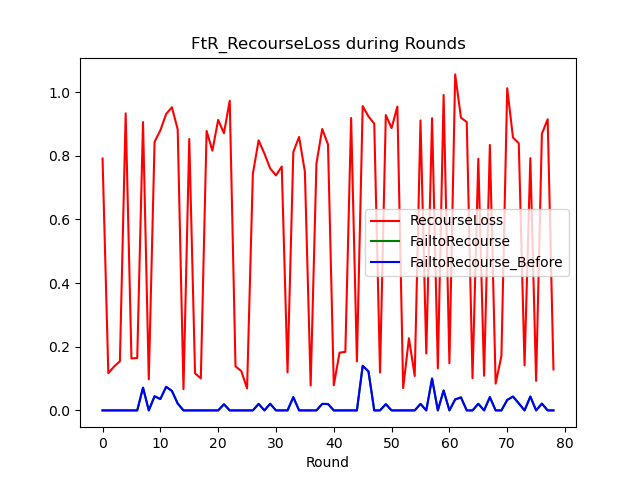 FtR_RecourseLoss during Rounds
1.0
0.8
0.6
0.4
0.2
0.0
RecourseLoss
FailtoRecourse
FailtoRecourse_Before
0 10 20 30 40 50 60 70 80
Round